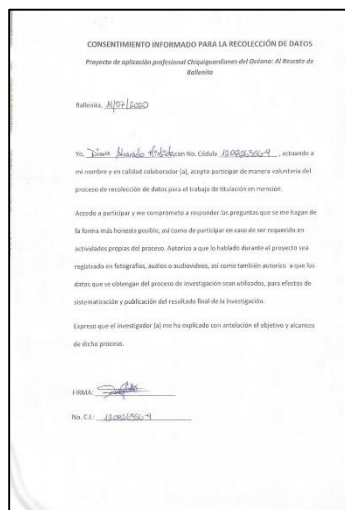 CONSENTIMIENTO INFORMADO PARA LA RECOLECCIÓN DE DATOS
Proyecto de aplicación profesional Chiquiguardianes del Océano: Al Rescate de
Ballenita
Ballenita, 11/07/2020
Yo, Diana Alvarado con No. Cédula 120826556-4, actuando a
mi nombre y en calidad colaborador (a), acepto participar de manera voluntaria del
proceso de recolección de datos para el trabajo de titulación en mención.
Accedo a participar y me comprometo a responder las preguntas que se me hagan de
la forma más honesta posible, así como de participar en caso de ser requerido en
actividades propias del proceso. Autorizo a que lo hablado durante el proyecto sea
registrada en fotografías, audios o audiovideos, así como también autorizo a que los
datos que se obtengan del proceso de investigación sean utilizados, para efectos de
sistematización y publicación del resultado final de la investigación.
Expreso que el investigador (a) me ha explicado con antelación el objetivo y alcances
de dicho proceso.
FIRMA:
No. C.I.: 120826556-4